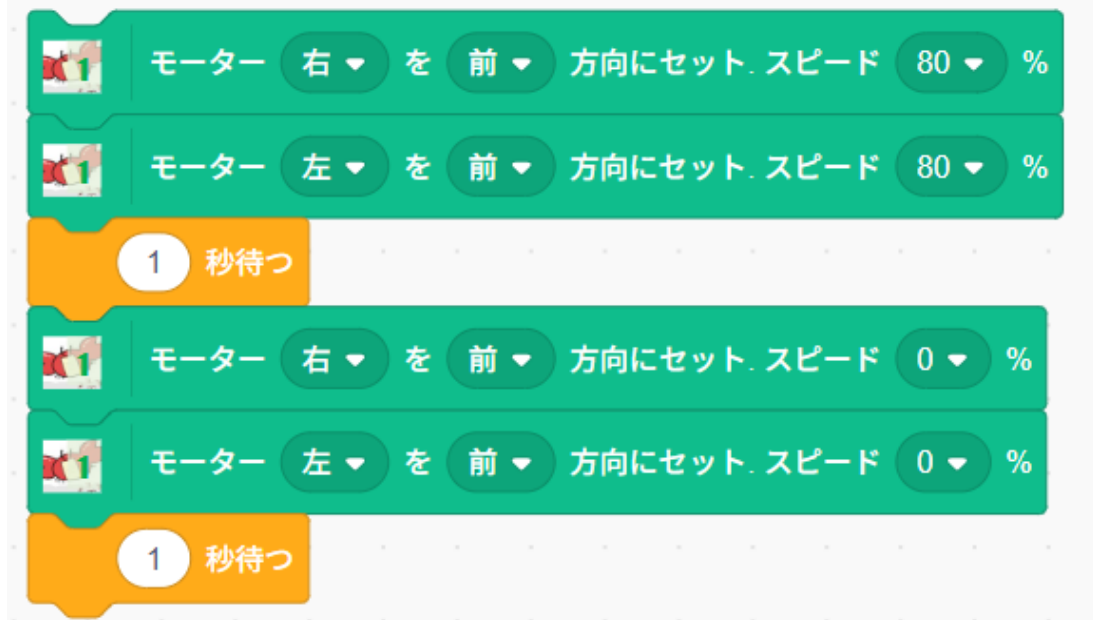 モーター 右 を 前 方向にセット. スピード 80 %
モーター 左 を 前 方向にセット. スピード 80 %
1 秒待つ
モーター 右 を 前 方向にセット. スピード 0 %
モーター 左 を 前 方向にセット. スピード 0 %
1 秒待つ